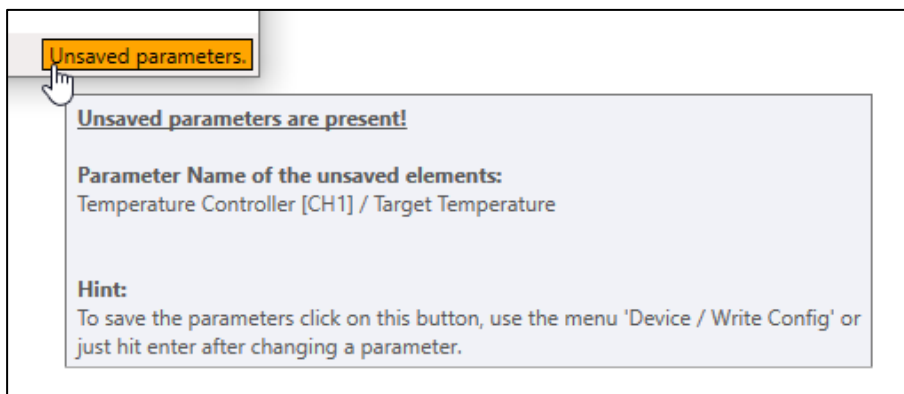 Unsaved parameters.
Unsaved parameters are present!
Parameter Name of the unsaved elements:
Temperature Controller [CH1] / Target Temperature
Hint:
To save the parameters click on this button, use the menu 'Device / Write Config' or
just hit enter after changing a parameter.